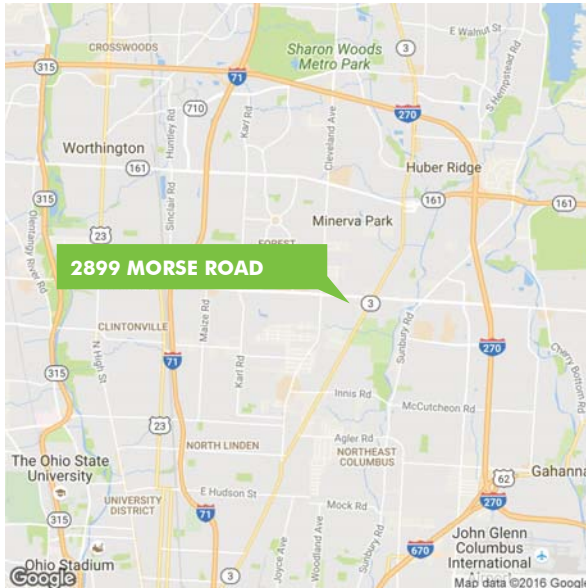 E Walnut St
CROSSWOODS
Sharon Woods
Metro Park
3
315
71
S Hempstead Rd
710
270
Huntley Rd
Karl Rd
Cleveland Ave
Worthington
Huber Ridge
161
161
161
Sinclair Rd
315
Olentangy River Rd
23
Minerva Park
FOREST
2899 MORSE ROAD
3
Maize Rd
Sunbury Rd
CLINTONVILLE
270
N High St
71
Karl Rd
Cherry Bottom Rd
315
Innis Rd
McCutcheon Rd
23
NORTH LINDEN
Agler Rd
NORTHEAST
COLUMBUS
The Ohio State
University
62
Gahanna
UNIVERSITY
DISTRICT
E Hudson St
270
71
Mock Rd
315
John Glenn
Columbus
International
670
Ohio Stadium
Joyce Ave
Woodland Ave
Sunbury Rd
3
Google
Map data ©2016 Google